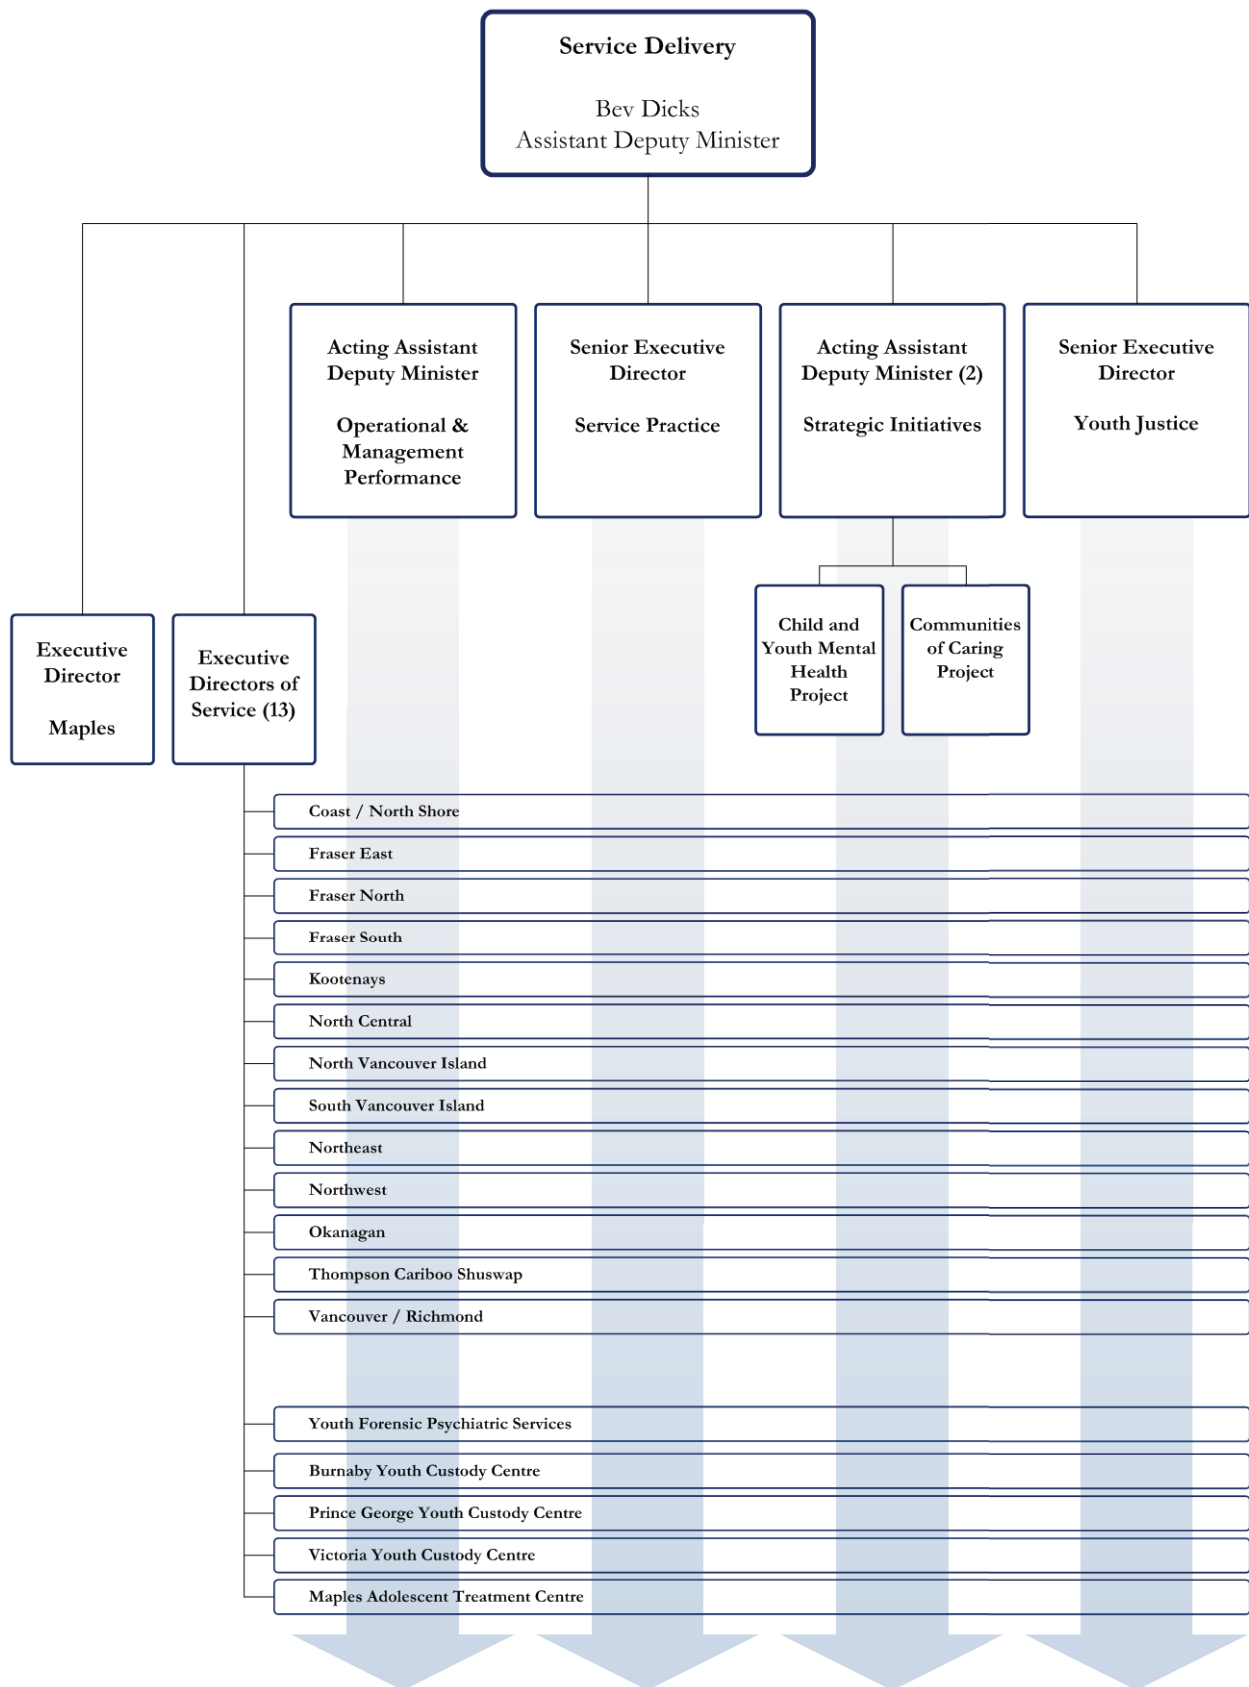 Service Delivery
Bev Dicks
Assistant Deputy Minister
Acting Assistant
Deputy Minister
Operational &
Management
Performance
Senior Executive
Director
Service Practice
Acting Assistant
Deputy Minister (2)
Strategic Initiatives
Senior Executive
Director
Youth Justice
Executive
Director
Maples
Executive
Directors of
Service (13)
Child and
Youth Mental
Health
Project
Communities
of Caring
Project
Coast / North Shore
Fraser East
Fraser North
Fraser South
Kootenays
North Central
North Vancouver Island
South Vancouver Island
Northeast
Northwest
Okanagan
Thompson Cariboo Shuswap
Vancouver / Richmond
Youth Forensic Psychiatric Services
Burnaby Youth Custody Centre
Prince George Youth Custody Centre
Victoria Youth Custody Centre
Maples Adolescent Treatment Centre